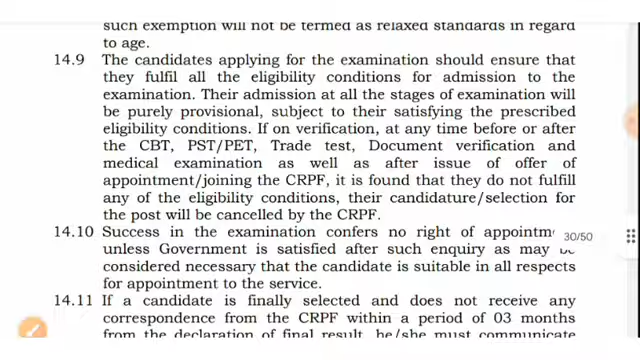 such exemption will not be termed as relaxed standards in regard
to age.
14.9 The candidates applying for the examination should ensure that
they fulfil all the eligibility conditions for admission to the
examination. Their admission at all the stages of examination will
be purely provisional, subject to their satisfying the prescribed
eligibility conditions. If on verification, at any time before or after
the CBT, PST/PET, Trade test, Document verification and
medical examination as well as after issue of offer of
appointment/joining the CRPF, it is found that they do not fulfill
any of the eligibility conditions, their candidature/selection for
the post will be cancelled by the CRPF.
14.10 Success in the examination confers no right of appointm
30/50
unless Government is satisfied after such enquiry as may
considered necessary that the candidate is suitable in all respects
for appointment to the service.
14.11 If a candidate is finally selected and does not receive any
correspondence from the CRPF within a period of 03 months
from the declaration of final result, he/she must communicate